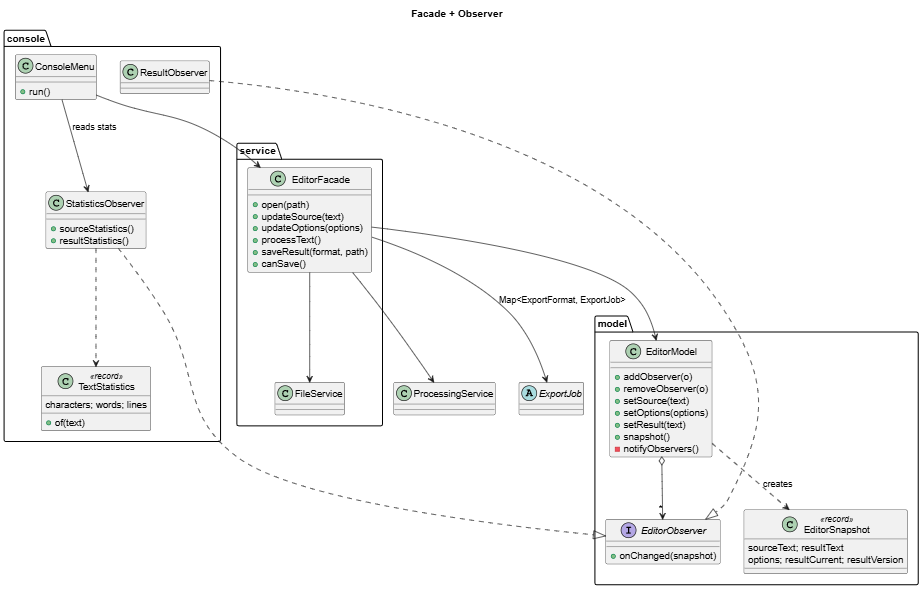 Facade + Observer
console
C ConsoleMenu
run()
C ResultObserver
reads stats
C StatisticsObserver
sourceStatistics()
resultStatistics()
C «record»
TextStatistics
characters; words; lines
of(text)
service
C EditorFacade
open(path)
updateSource(text)
updateOptions(options)
processText()
saveResult(format, path)
canSave()
Map<ExportFormat, ExportJob>
C FileService
C ProcessingService
A ExportJob
model
C EditorModel
addObserver(o)
removeObserver(o)
setSource(text)
setOptions(options)
setResult(text)
snapshot()
notifyObservers()
creates
I EditorObserver
onChanged(snapshot)
C «record»
EditorSnapshot
sourceText; resultText
options; resultCurrent; resultVersion